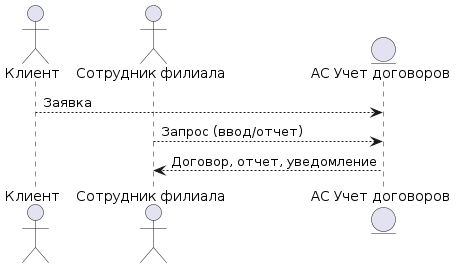 Клиент Сотрудник филиала АС Учет договоров
Заявка
Запрос (ввод/отчет)
Договор, отчет, уведомление
Клиент Сотрудник филиала АС Учет договоров